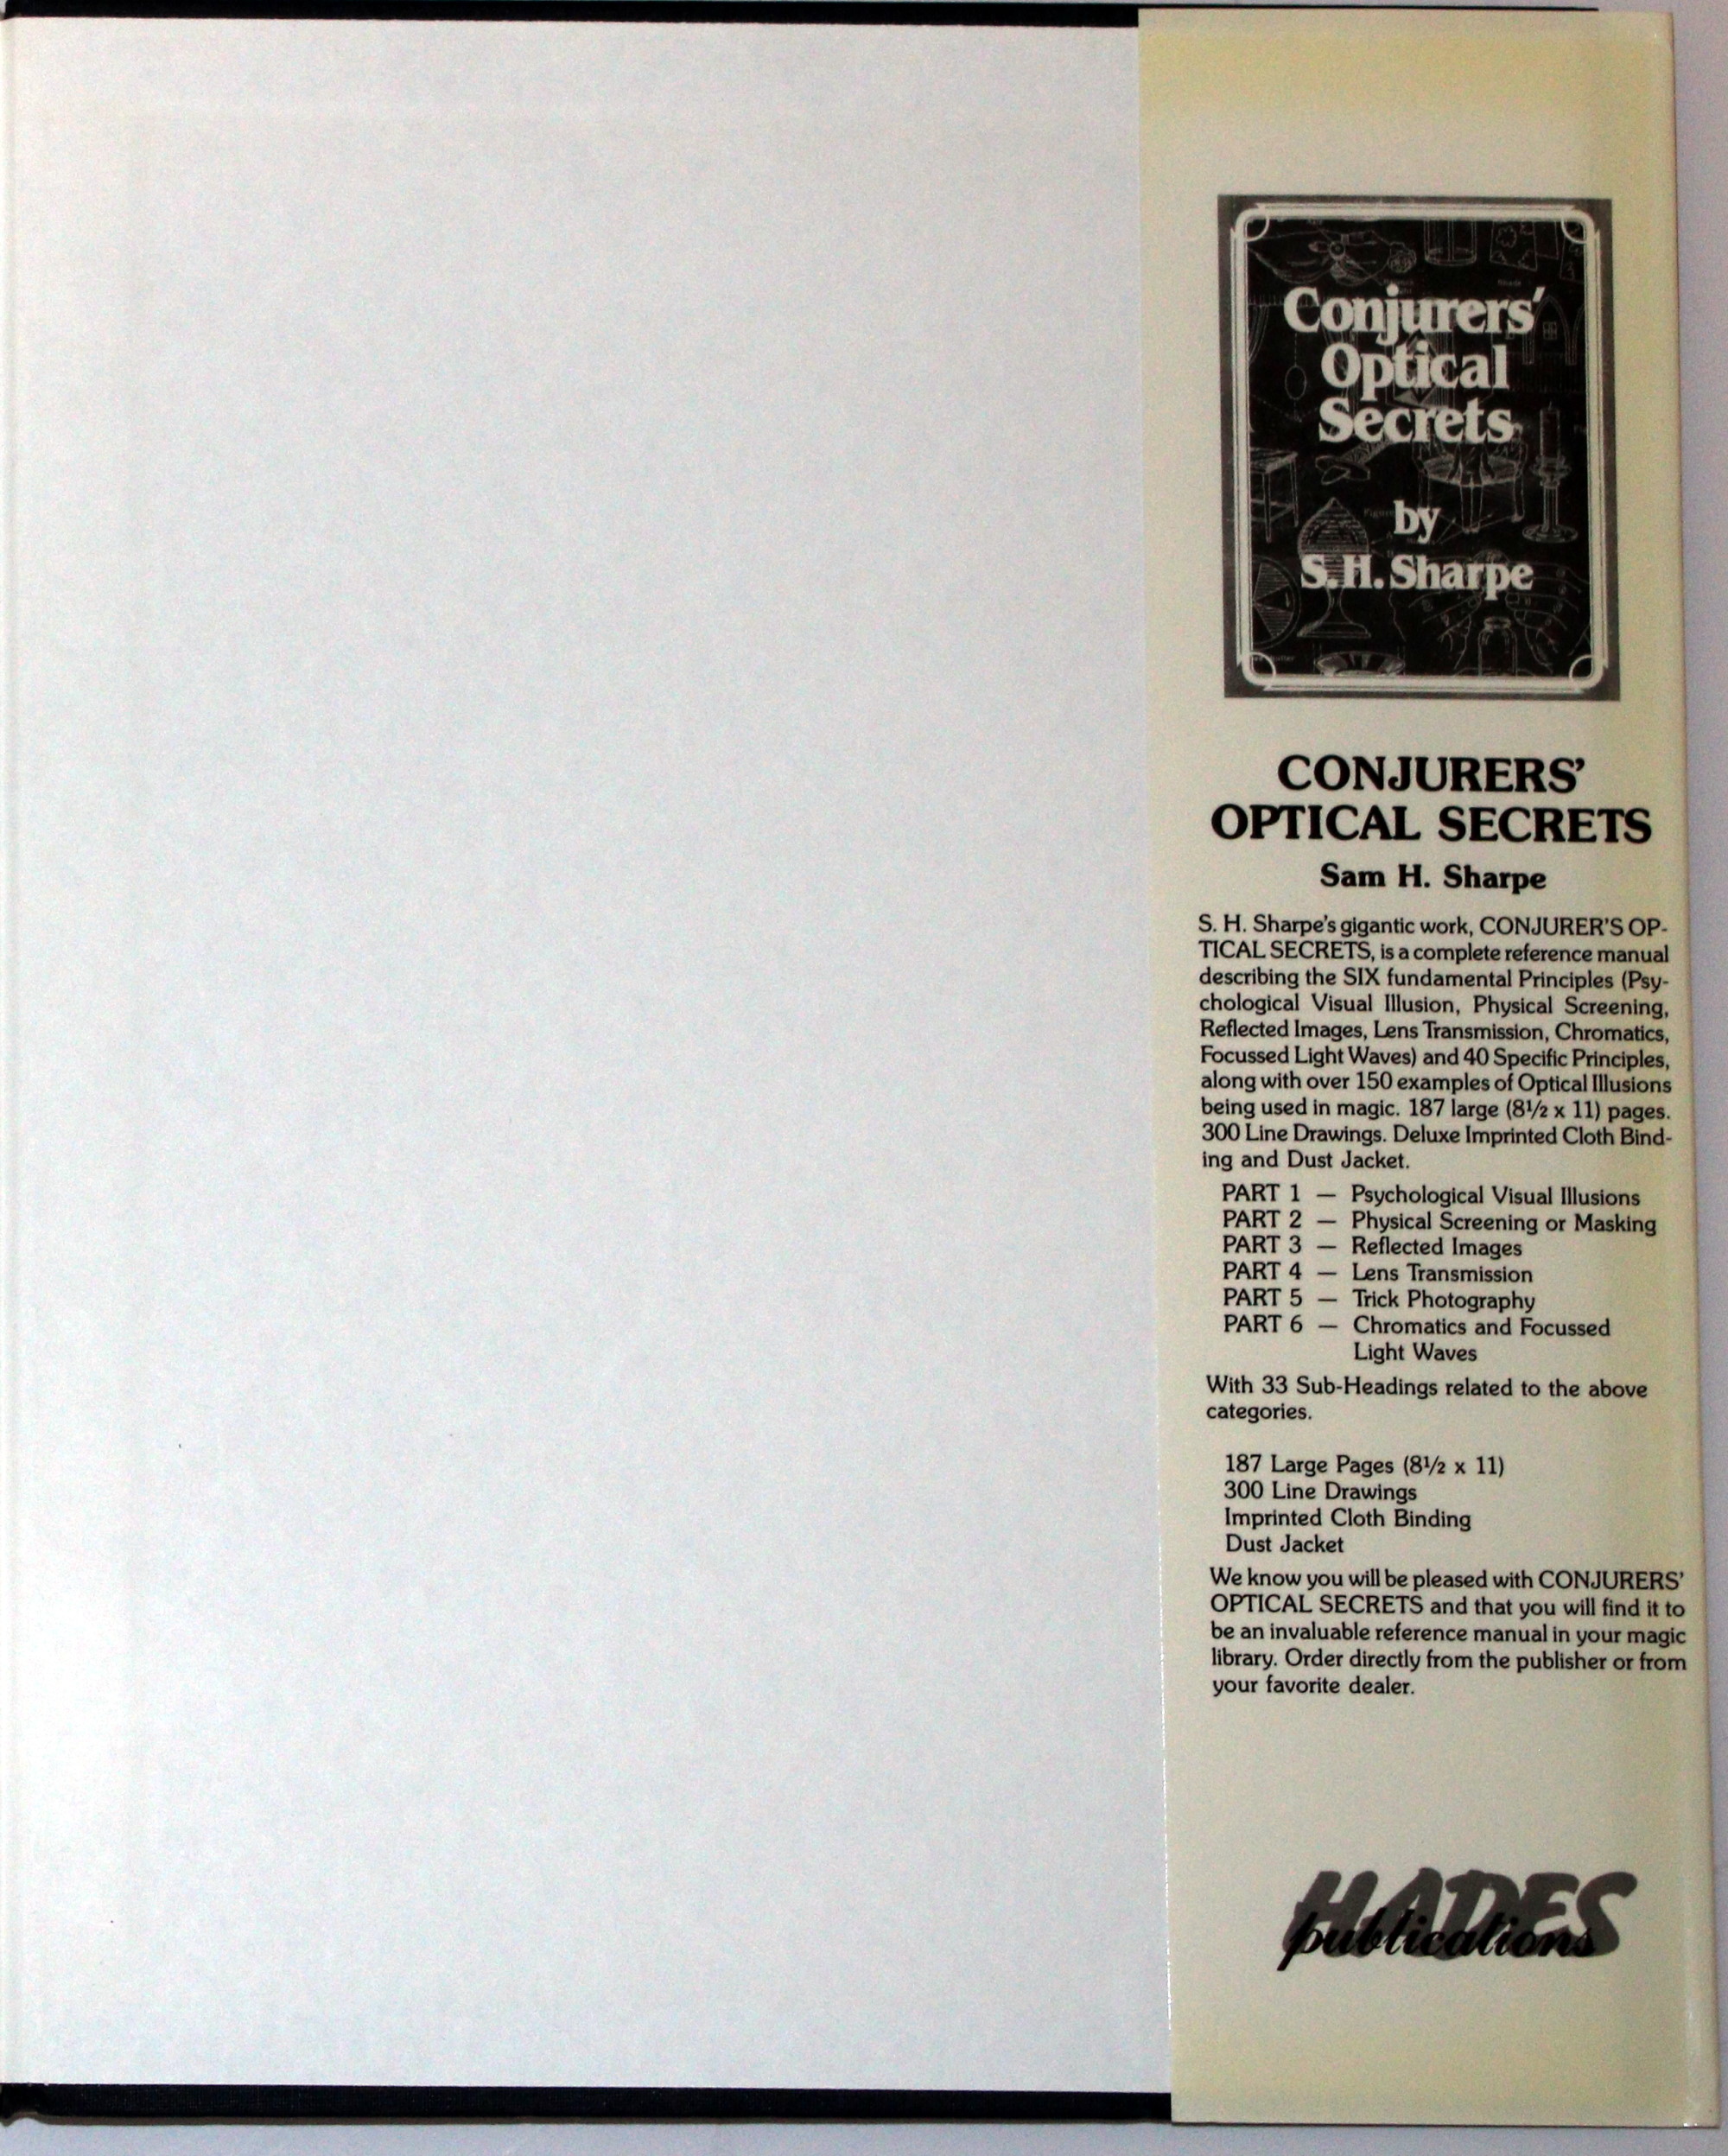 Conjurers'
Optical
Secrets
by
S.H. Sharpe
CONJURERS'
OPTICAL SECRETS
Sam H. Sharpe
S. H. Sharpe's gigantic work, CONJURER'S OP-
TICAL SECRETS, is a complete reference manual
describing the SIX fundamental Principles (Psy-
chological Visual Illusion, Physical Screening,
Reflected Images, Lens Transmission, Chromatics,
Focussed Light Waves) and 40 Specific Principles,
along with over 150 examples of Optical Illusions
being used in magic. 187 large (8½ x 11) pages.
300 Line Drawings. Deluxe Imprinted Cloth Bind-
ing and Dust Jacket.
PART 1 — Psychological Visual Illusions
PART 2 — Physical Screening or Masking
PART 3 — Reflected Images
PART 4 — Lens Transmission
PART 5 — Trick Photography
PART 6 — Chromatics and Focussed
Light Waves
With 33 Sub-Headings related to the above
categories.
187 Large Pages (8½ x 11)
300 Line Drawings
Imprinted Cloth Binding
Dust Jacket
We know you will be pleased with CONJURERS'
OPTICAL SECRETS and that you will find it to
be an invaluable reference manual in your magic
library. Order directly from the publisher or from
your favorite dealer.
HADES
publications